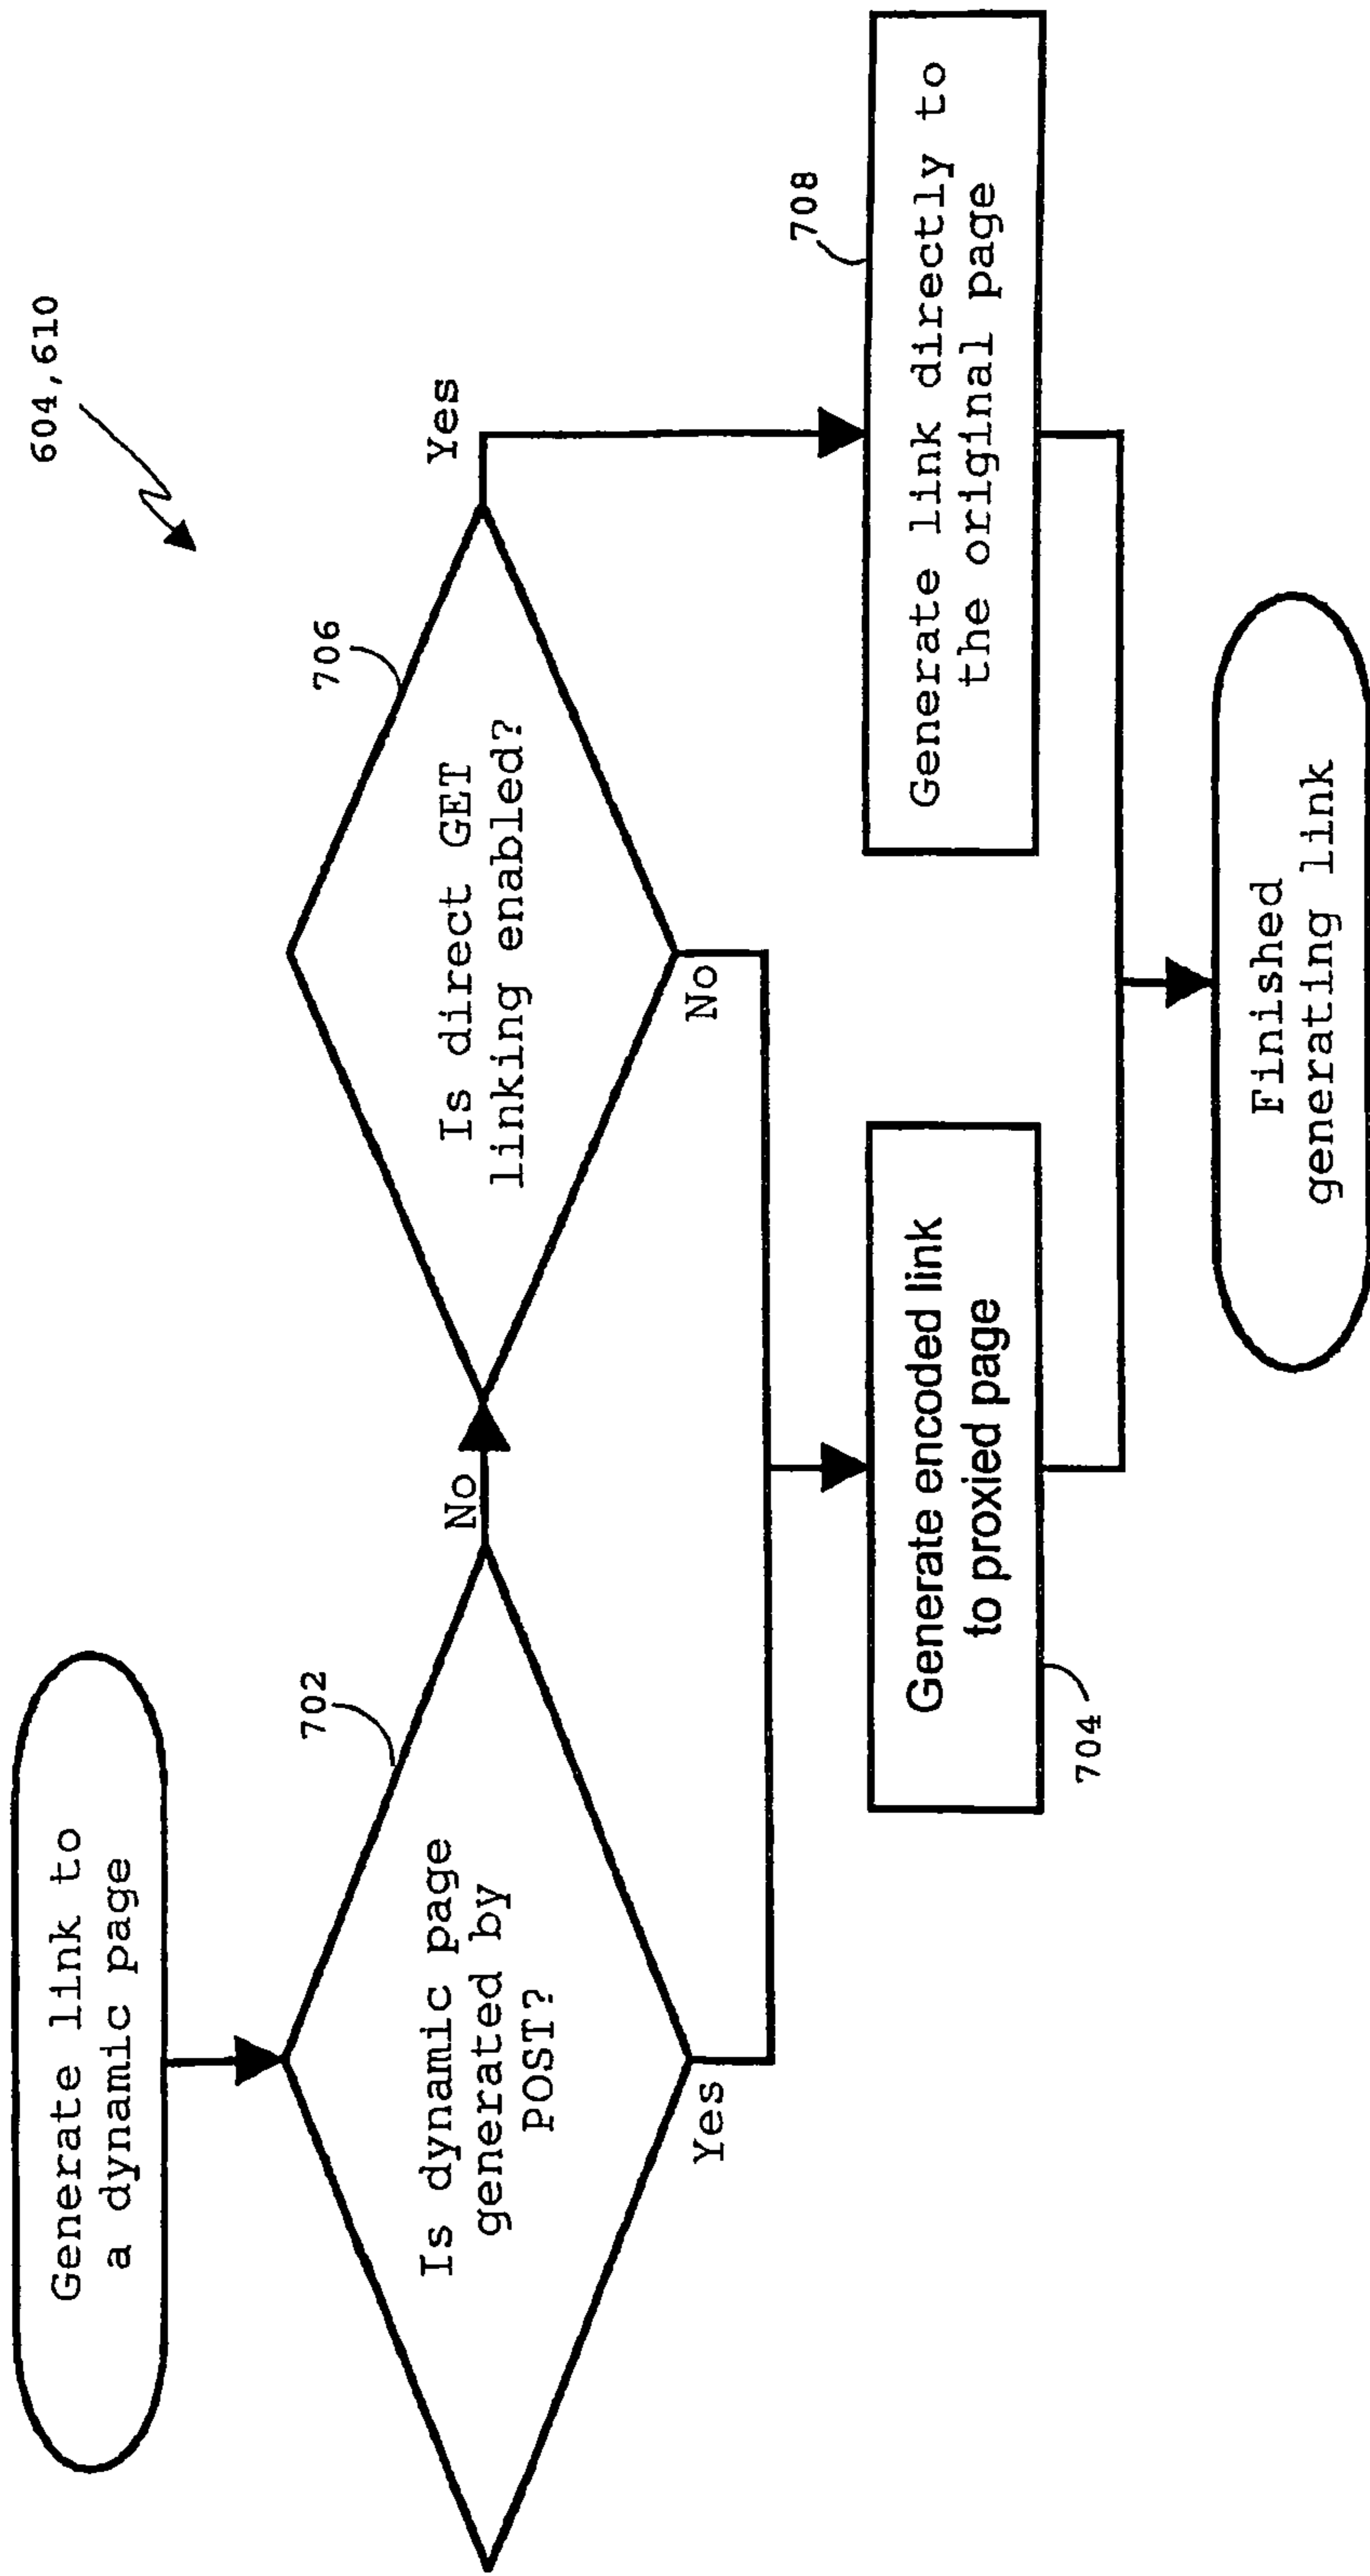 604,610
Generate link to
a dynamic page
702
Is dynamic page
generated by
POST?
No
Yes
706
Is direct GET
linking enabled?
Yes
No
704
Generate encoded link
to proxied page
708
Generate link directly to
the original page
Finished
generating link